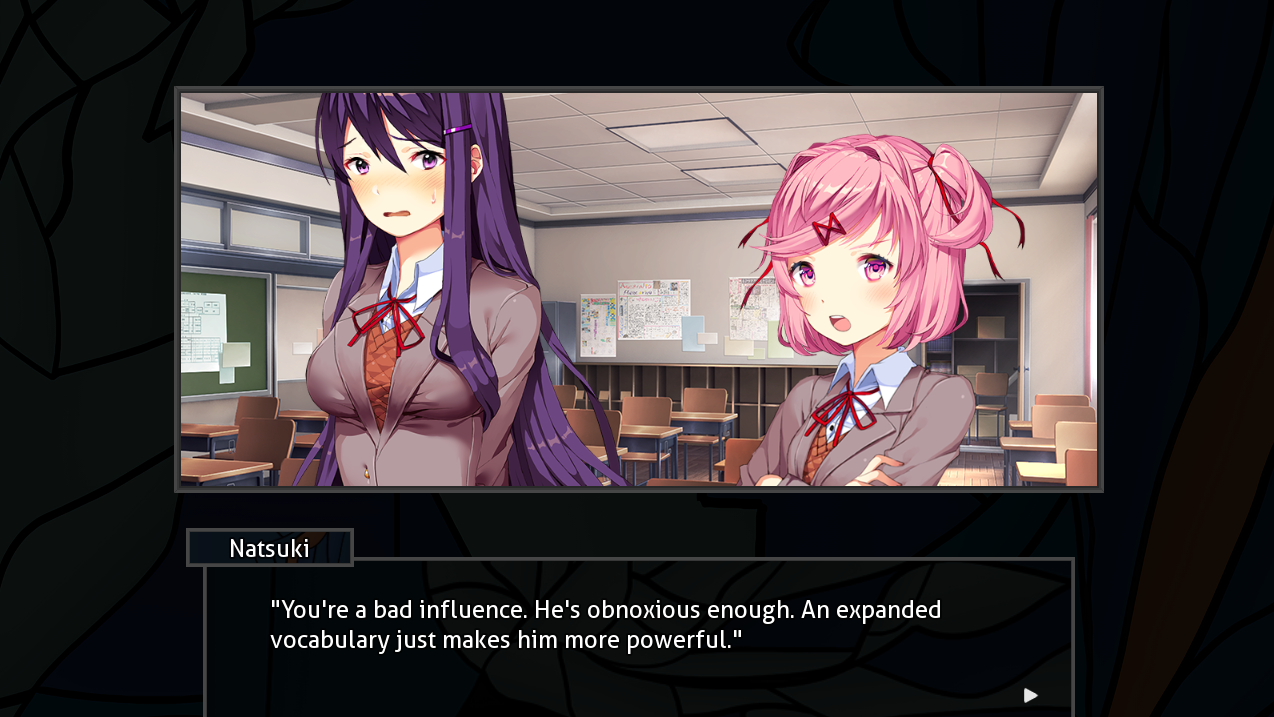 Natsuki
"You're a bad influence. He's obnoxious enough. An expanded
vocabulary just makes him more powerful."